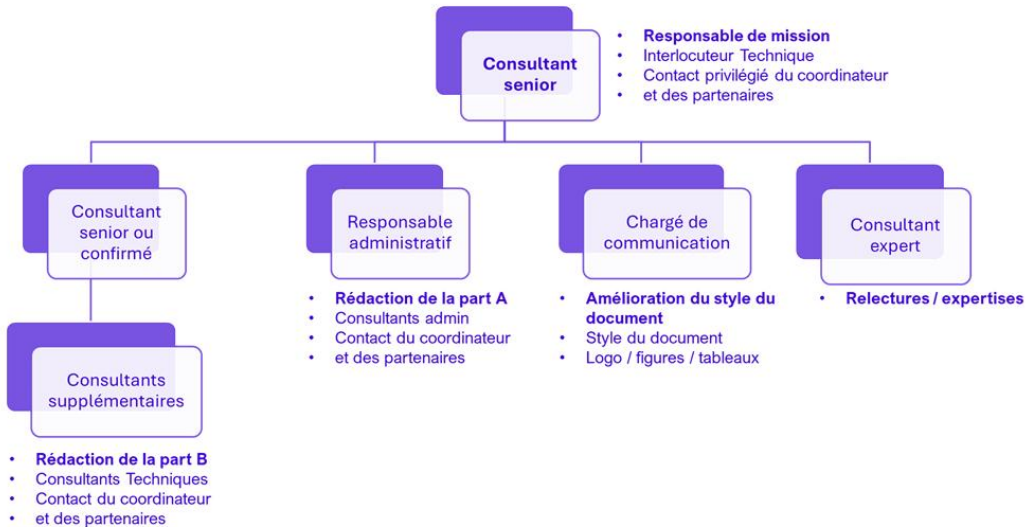 Consultant
senior
• Responsable de mission
• Interlocuteur Technique
• Contact privilégié du coordinateur
• et des partenaires
Consultant
senior ou
confirmé
Responsable
administratif
Chargé de
communication
Consultant
expert
• Rédaction de la part A
• Consultants admin
• Contact du coordinateur
• et des partenaires
• Amélioration du style du
document
• Style du document
• Logo / figures / tableaux
• Relectures / expertises
Consultants
supplémentaires
• Rédaction de la part B
• Consultants Techniques
• Contact du coordinateur
• et des partenaires